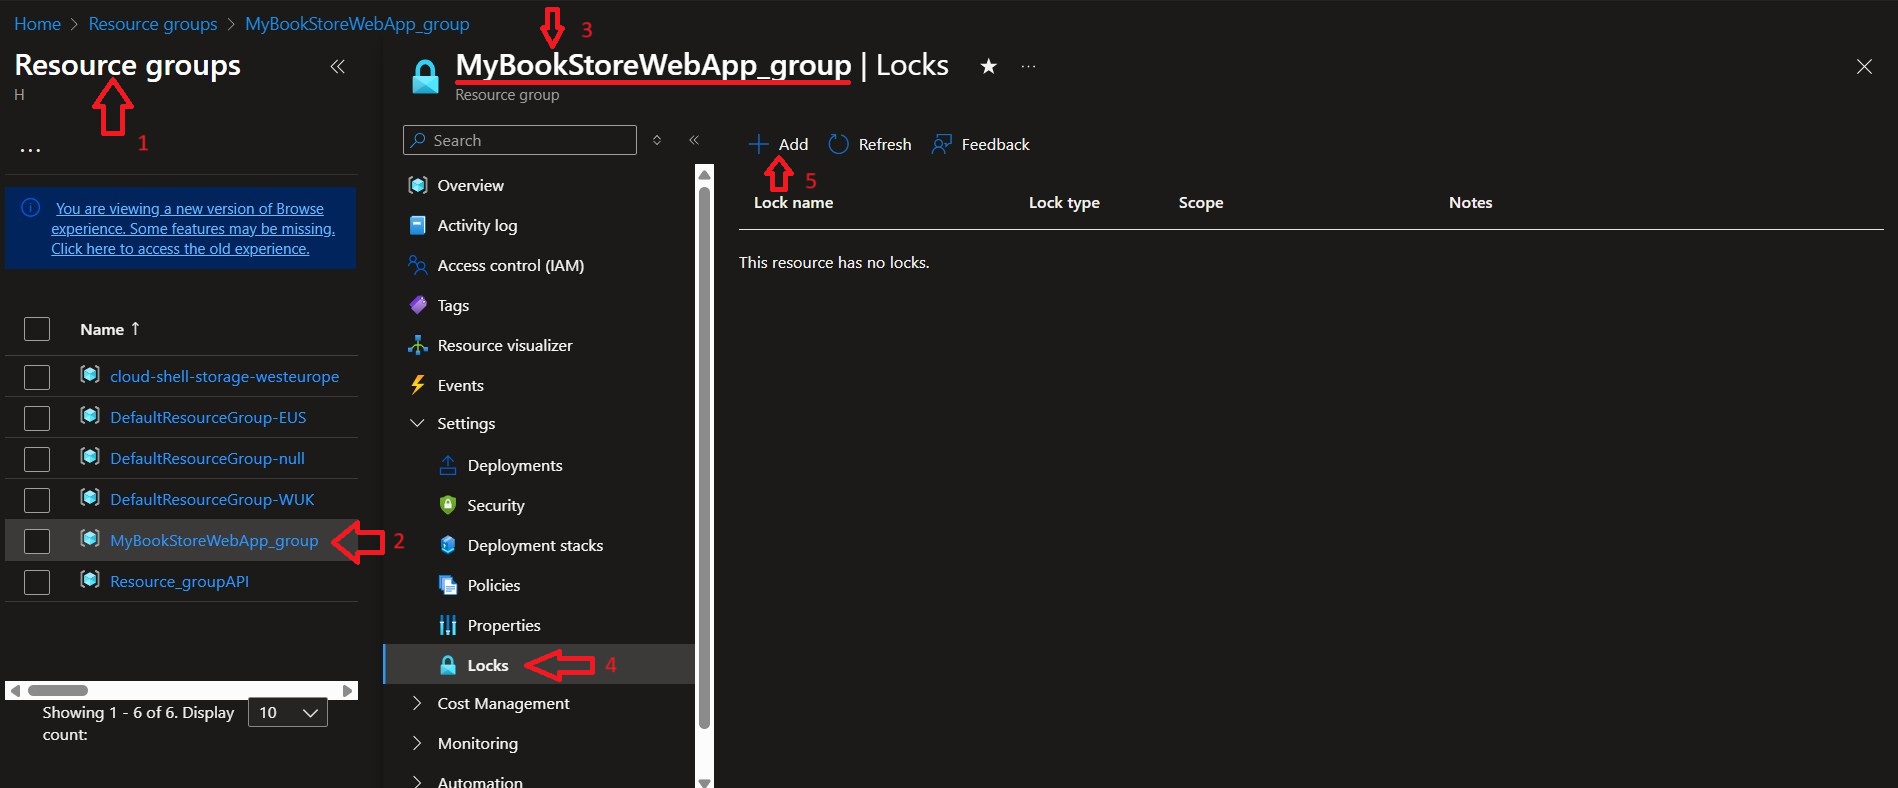 Home > Resource groups > MyBookStoreWebApp_group
Resource groups
H
...
1
You are viewing a new version of Browse
experience. Some features may be missing.
Click here to access the old experience.
Name ↑
cloud-shell-storage-westeurope
DefaultResourceGroup-EUS
DefaultResourceGroup-null
DefaultResourceGroup-WUK
MyBookStoreWebApp_group
2
Resource_groupAPI
Showing 1 - 6 of 6. Display
count:
10
3
MyBookStoreWebApp_group | Locks
...
Resource group
Search
Overview
Activity log
Access control (IAM)
Tags
Resource visualizer
Events
Settings
Deployments
Security
Deployment stacks
Policies
Properties
Locks
4
Cost Management
Monitoring
Automation
Add Refresh Feedback
5
Lock name Lock type Scope Notes
This resource has no locks.